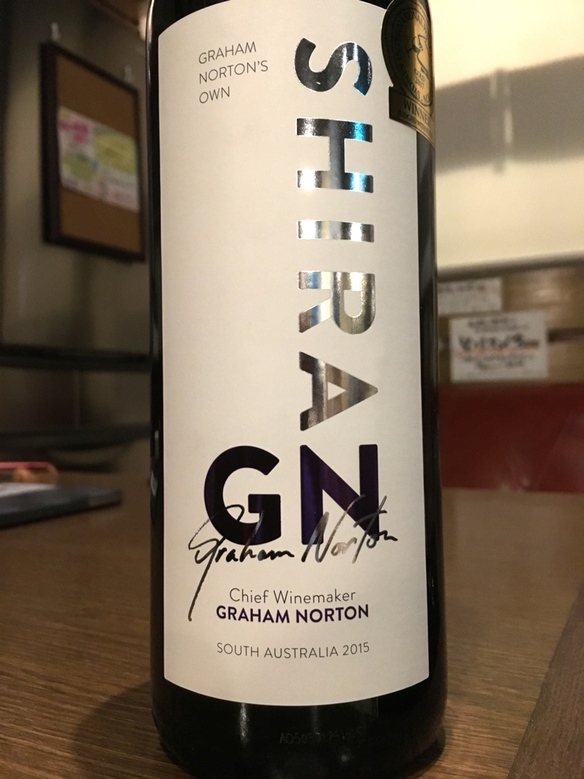 GRAHAM
NORTON'S
OWN
SHIRAZ
GN
Graham Norton
Chief Winemaker
GRAHAM NORTON
SOUTH AUSTRALIA 2015